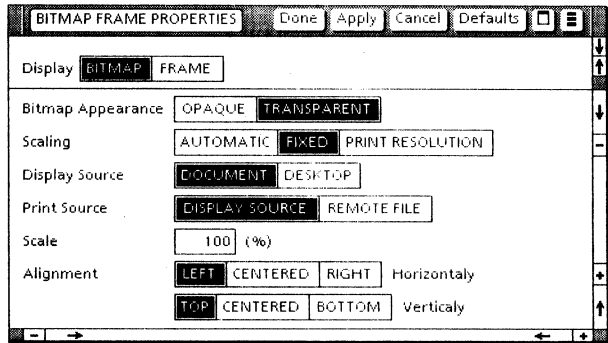 BITMAP FRAME PROPERTIES Done Apply Cancel Defaults
Display BITMAP FRAME
Bitmap Appearance OPAQUE TRANSPARENT
Scaling AUTOMATIC FIXED PRINT RESOLUTION
Display Source DOCUMENT DESKTOP
Print Source DISPLAY SOURCE REMOTE FILE
Scale 100 (%)
Alignment LEFT CENTERED RIGHT Horizontaly
TOP CENTERED BOTTOM Verticaly